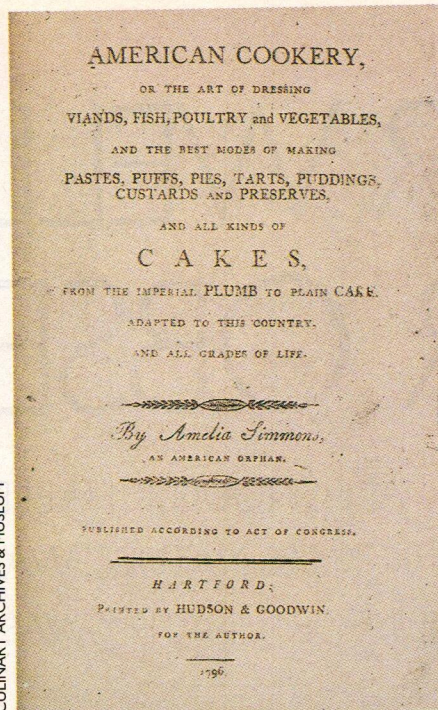 AMERICAN COOKERY,
OR THE ART OF DRESSING
VIANDS, FISH, POULTRY and VEGETABLES,
AND THE BEST MODES OF MAKING
PASTES, PUFFS, PIES, TARTS, PUDDINGS,
CUSTARDS AND PRESERVES,
AND ALL KINDS OF
CAKES,
FROM THE IMPERIAL PLUMB TO PLAIN CAKE.
ADAPTED TO THIS COUNTRY,
AND ALL GRADES OF LIFE.
By Amelia Simmons,
AN AMERICAN ORPHAN.
PUBLISHED ACCORDING TO ACT OF CONGRESS.
HARTFORD:
PRINTED BY HUDSON & GOODWIN.
FOR THE AUTHOR.
1796.
CULINARY ARCHIVES & MUSEUM